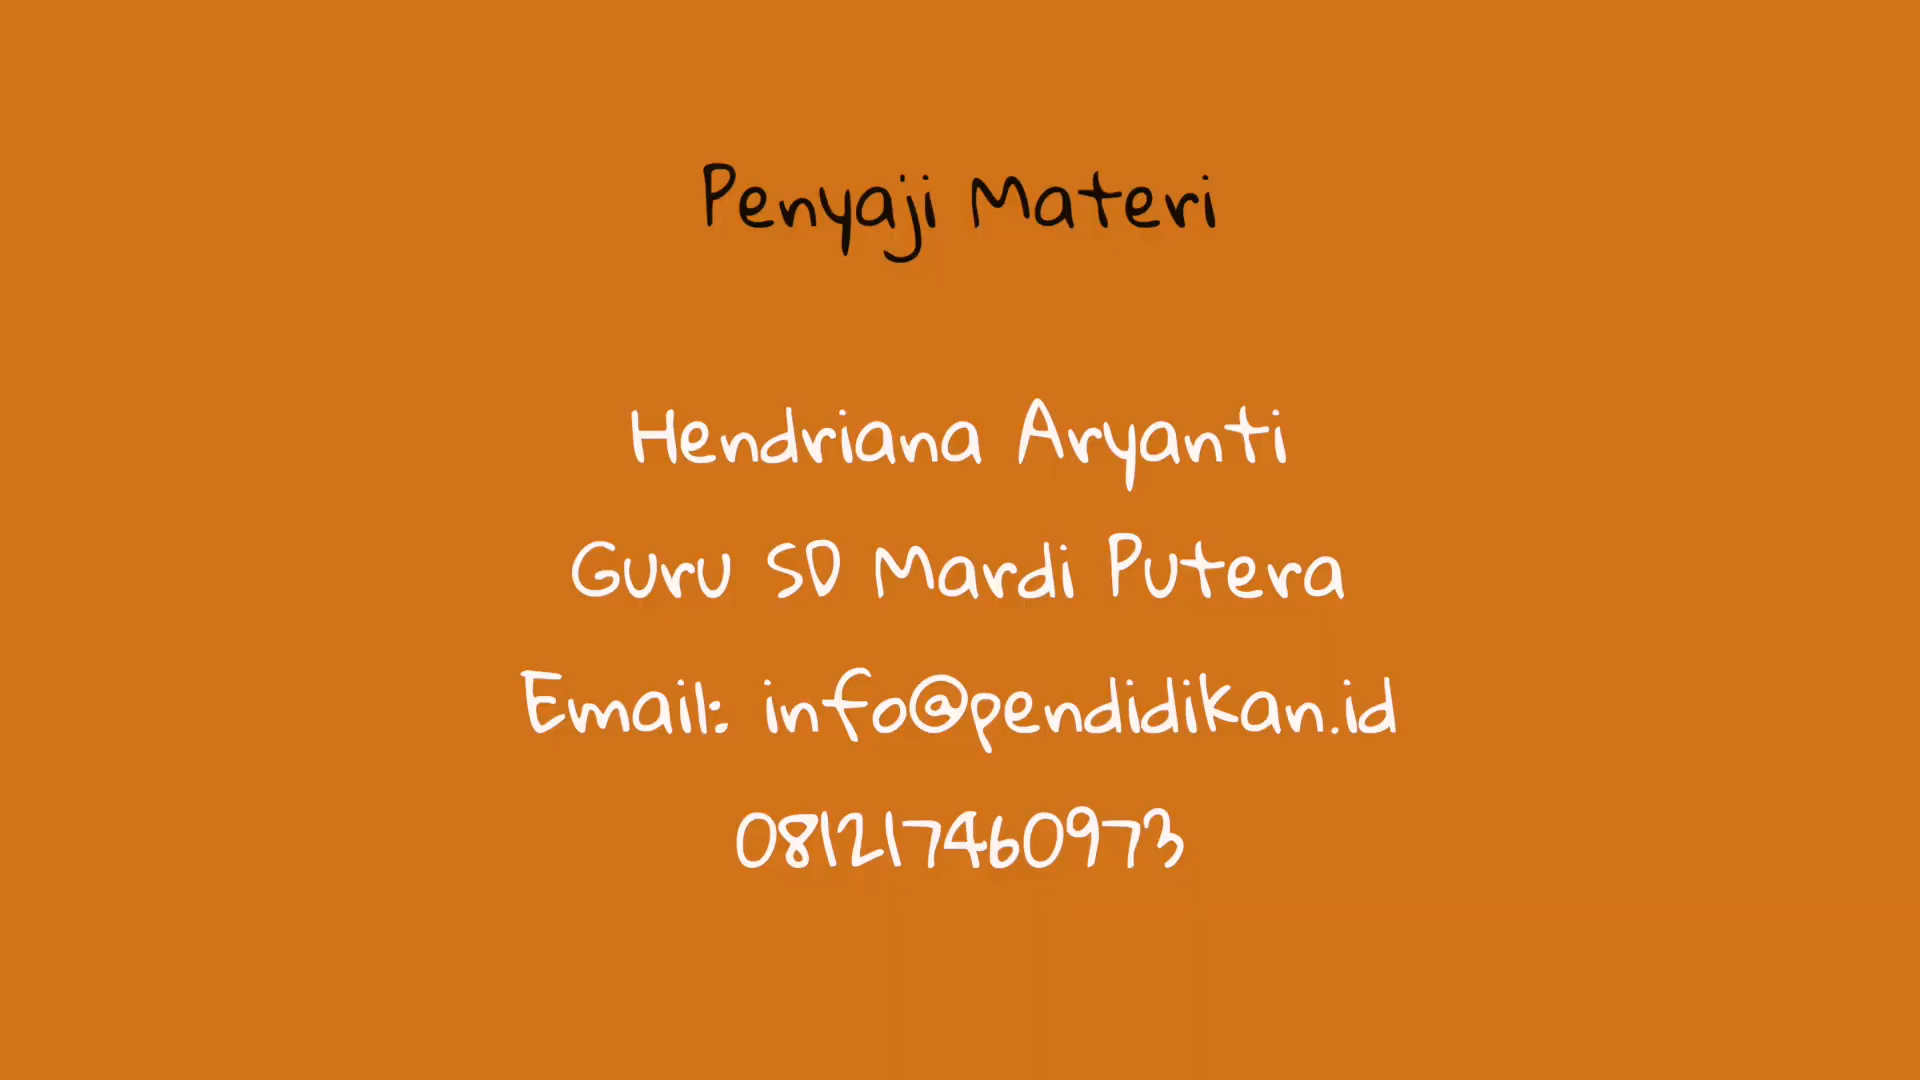 Penyaji Materi
Hendriana Aryanti
Guru SD Mardi Putera
Email: info@pendidikan.id
081217460973